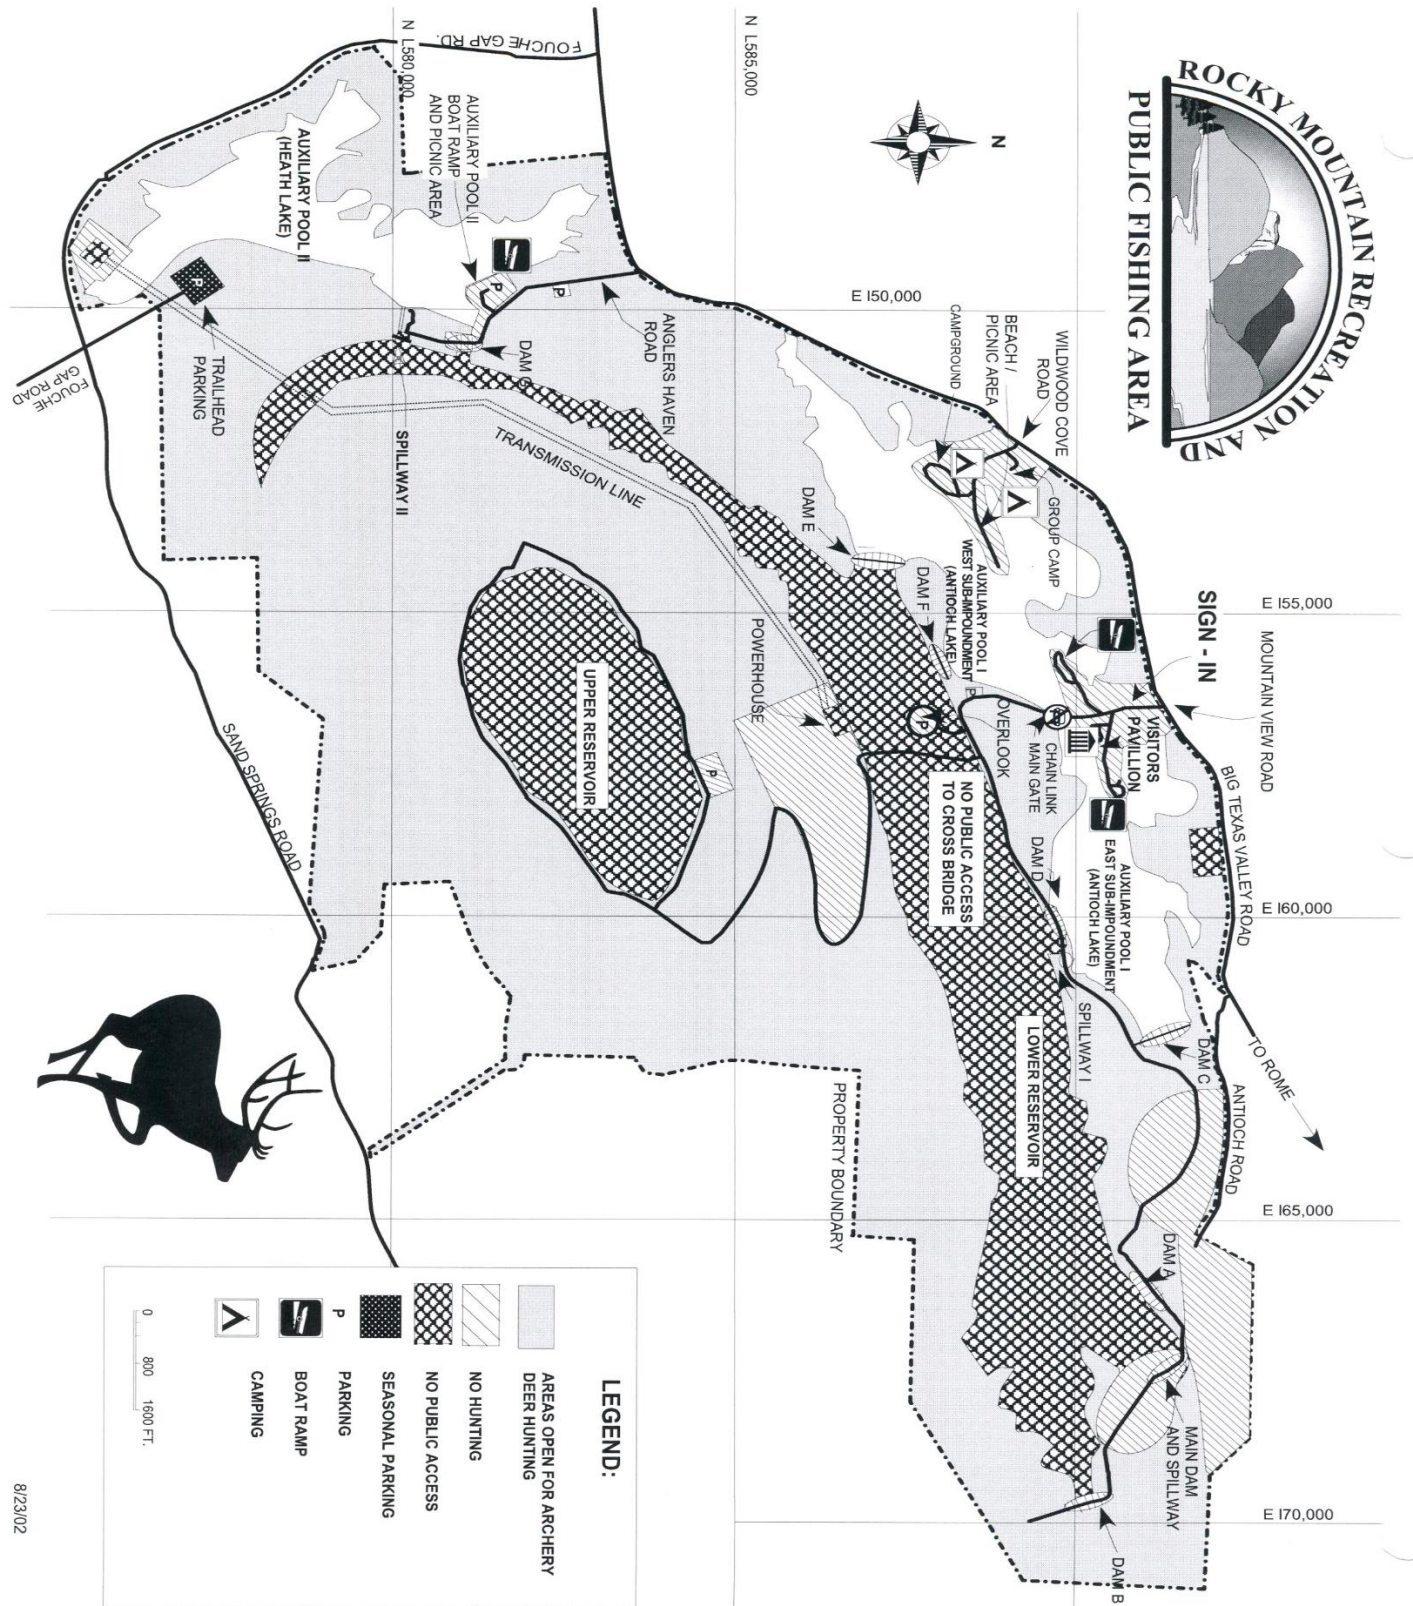 ROCKY MOUNTAIN RECREATION AND
PUBLIC FISHING AREA
N
N L580,000
N L585,000
E I50,000
E I55,000
E I60,000
E I65,000
E I70,000
FOUCHE GAP RD.
AUXILIARY POOL II
BOAT RAMP
AND PICNIC AREA
AUXILIARY POOL II
(HEATH LAKE)
P
P
P
TRAILHEAD
PARKING
FOUCHE
GAP ROAD
ANGLERS HAVEN
ROAD
DAM G
SPILLWAY II
TRANSMISSION LINE
WILDWOOD COVE
ROAD
BEACH /
PICNIC AREA
CAMPGROUND
GROUP CAMP
DAM E
AUXILIARY POOL I
WEST SUB-IMPOUNDMENT
(ANTIOCH LAKE)
DAM F
SIGN - IN
MOUNTAIN VIEW ROAD
VISITORS
PAVILLION
BIG TEXAS VALLEY ROAD
CHAIN LINK
MAIN GATE
P
OVERLOOK
P
POWERHOUSE
P
UPPER RESERVOIR
NO PUBLIC ACCESS
TO CROSS BRIDGE
DAM D
AUXILIARY POOL I
EAST SUB-IMPOUNDMENT
(ANTIOCH LAKE)
SPILLWAY I
LOWER RESERVOIR
DAM C
TO ROME
ANTIOCH ROAD
DAM A
MAIN DAM
AND SPILLWAY
DAM B
PROPERTY BOUNDARY
SAND SPRINGS ROAD
LEGEND:
AREAS OPEN FOR ARCHERY
DEER HUNTING
NO HUNTING
NO PUBLIC ACCESS
SEASONAL PARKING
P PARKING
BOAT RAMP
CAMPING
0 800 1600 FT.
8/23/02